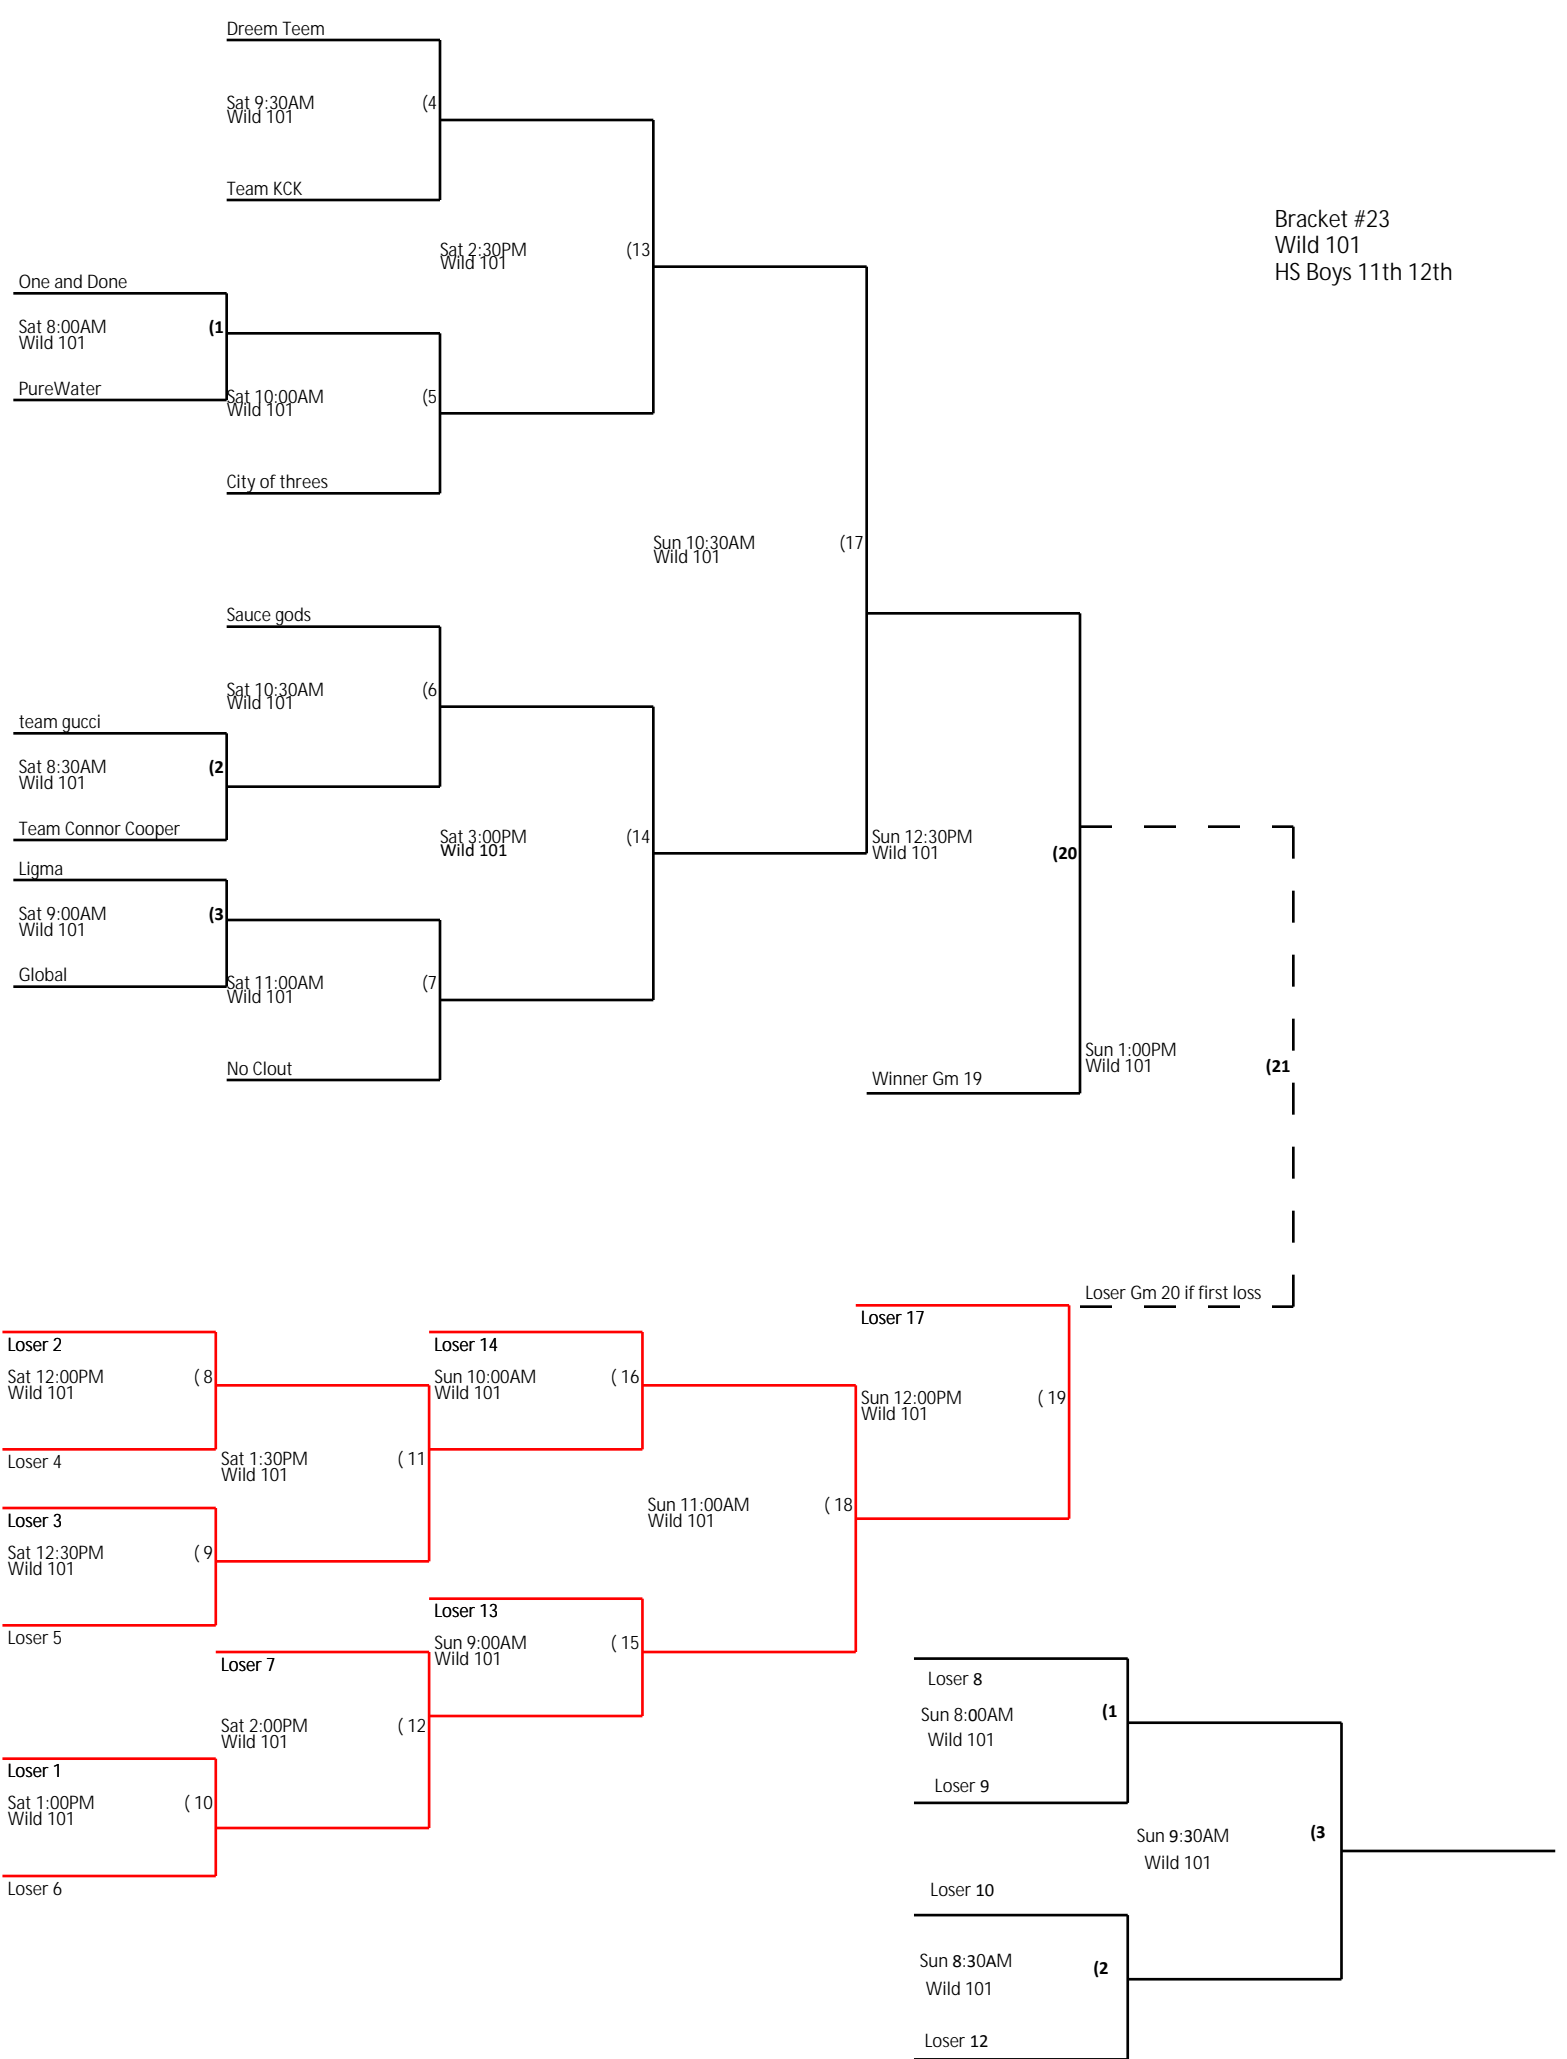 Dreem Teem
Sat 9:30AM (4
Wild 101
Team KCK
Bracket #23
Wild 101
HS Boys 11th 12th
Sat 2:30PM (13
Wild 101
One and Done
Sat 8:00AM (1
Wild 101
PureWater
Sat 10:00AM (5
Wild 101
City of threes
Sun 10:30AM (17
Wild 101
Sauce gods
Sat 10:30AM (6
Wild 101
team gucci
Sat 8:30AM (2
Wild 101
Team Connor Cooper
Sat 3:00PM (14
Wild 101
Sun 12:30PM (20
Wild 101
Ligma
Sat 9:00AM (3
Wild 101
Global
Sat 11:00AM (7
Wild 101
No Clout
Winner Gm 19
Sun 1:00PM (21
Wild 101
Loser Gm 20 if first loss
Loser 17
Loser 2
Sat 12:00PM ( 8
Wild 101
Loser 4
Loser 14
Sun 10:00AM ( 16
Wild 101
Sun 12:00PM ( 19
Wild 101
Sat 1:30PM ( 11
Wild 101
Loser 3
Sat 12:30PM ( 9
Wild 101
Loser 5
Sun 11:00AM ( 18
Wild 101
Loser 13
Sun 9:00AM ( 15
Wild 101
Loser 7
Sat 2:00PM ( 12
Wild 101
Loser 1
Sat 1:00PM ( 10
Wild 101
Loser 6
Loser 8
Sun 8:00AM (1
Wild 101
Loser 9
Sun 9:30AM (3
Wild 101
Loser 10
Sun 8:30AM (2
Wild 101
Loser 12